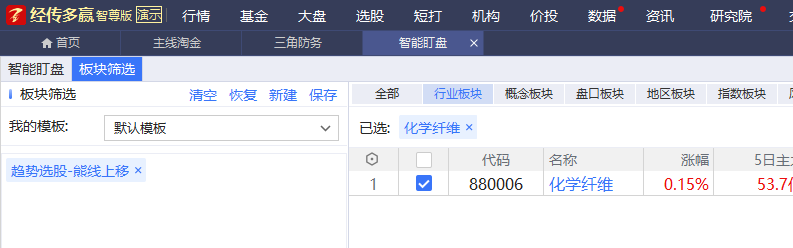 经传多赢 智尊版 演示 行情 基金 大盘 选股 短打 机构 价投 数据 资讯 研究院
首页 主线淘金 三角防务 智能盯盘 ×
智能盯盘 板块筛选
板块筛选 清空 恢复 新建 保存
全部 行业板块 概念板块 盘口板块 地区板块 指数板块
我的模板: 默认模板
已选: 化学纤维 ×
代码 名称 涨幅 5日主
趋势选股-熊线上移 ×
1 880006 化学纤维 0.15% 53.7